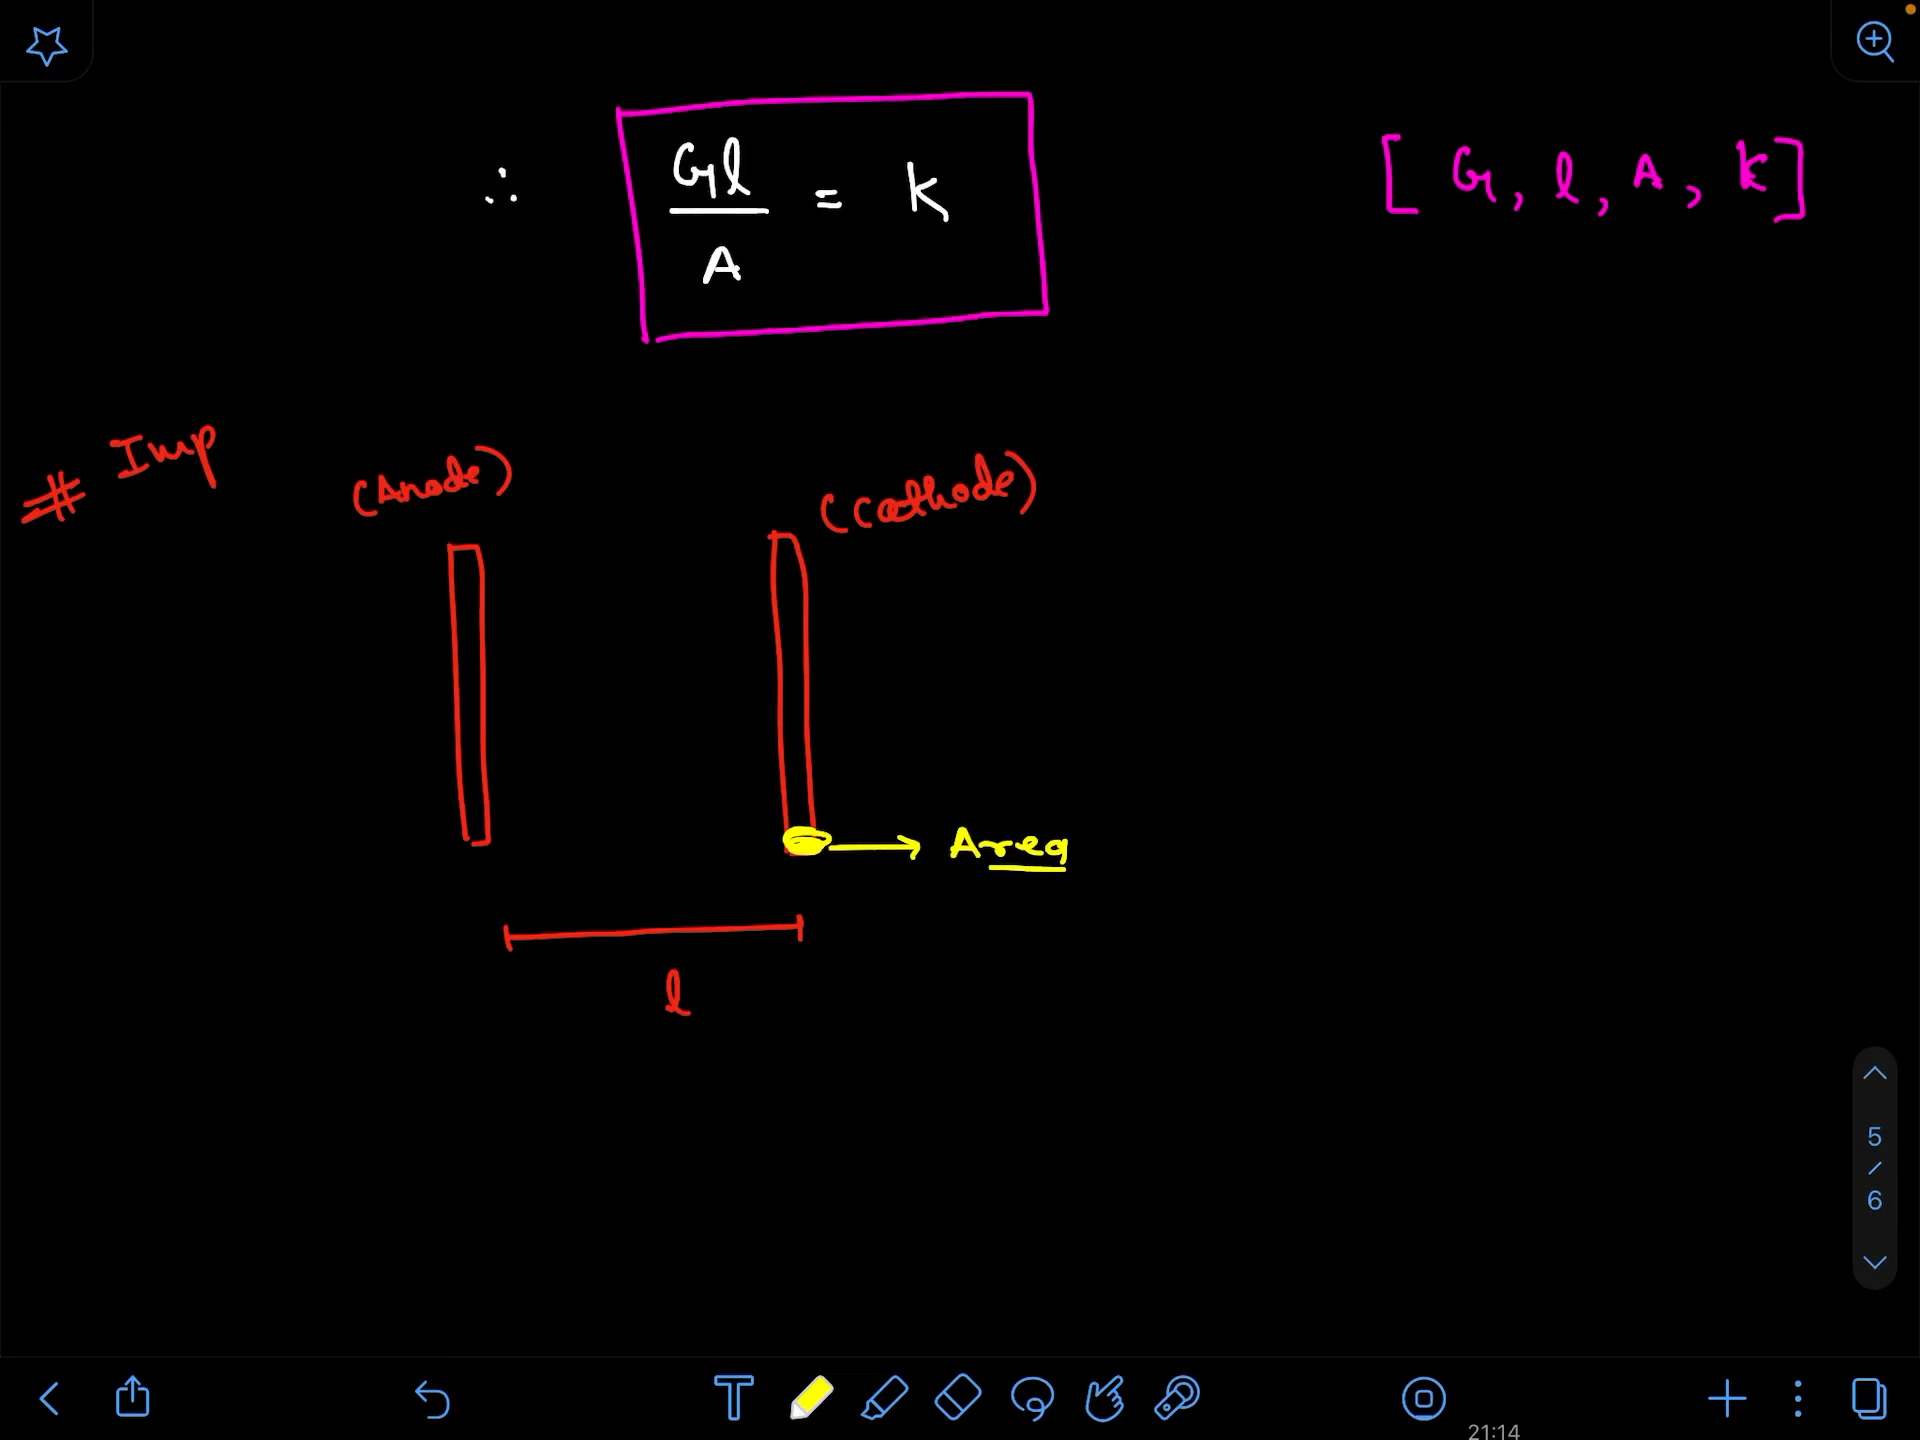 ∴ Gl/A = K
[G, l, A, K]
# Imp
(Anode)
(Cathode)
Area
l
5
/
6
21:14